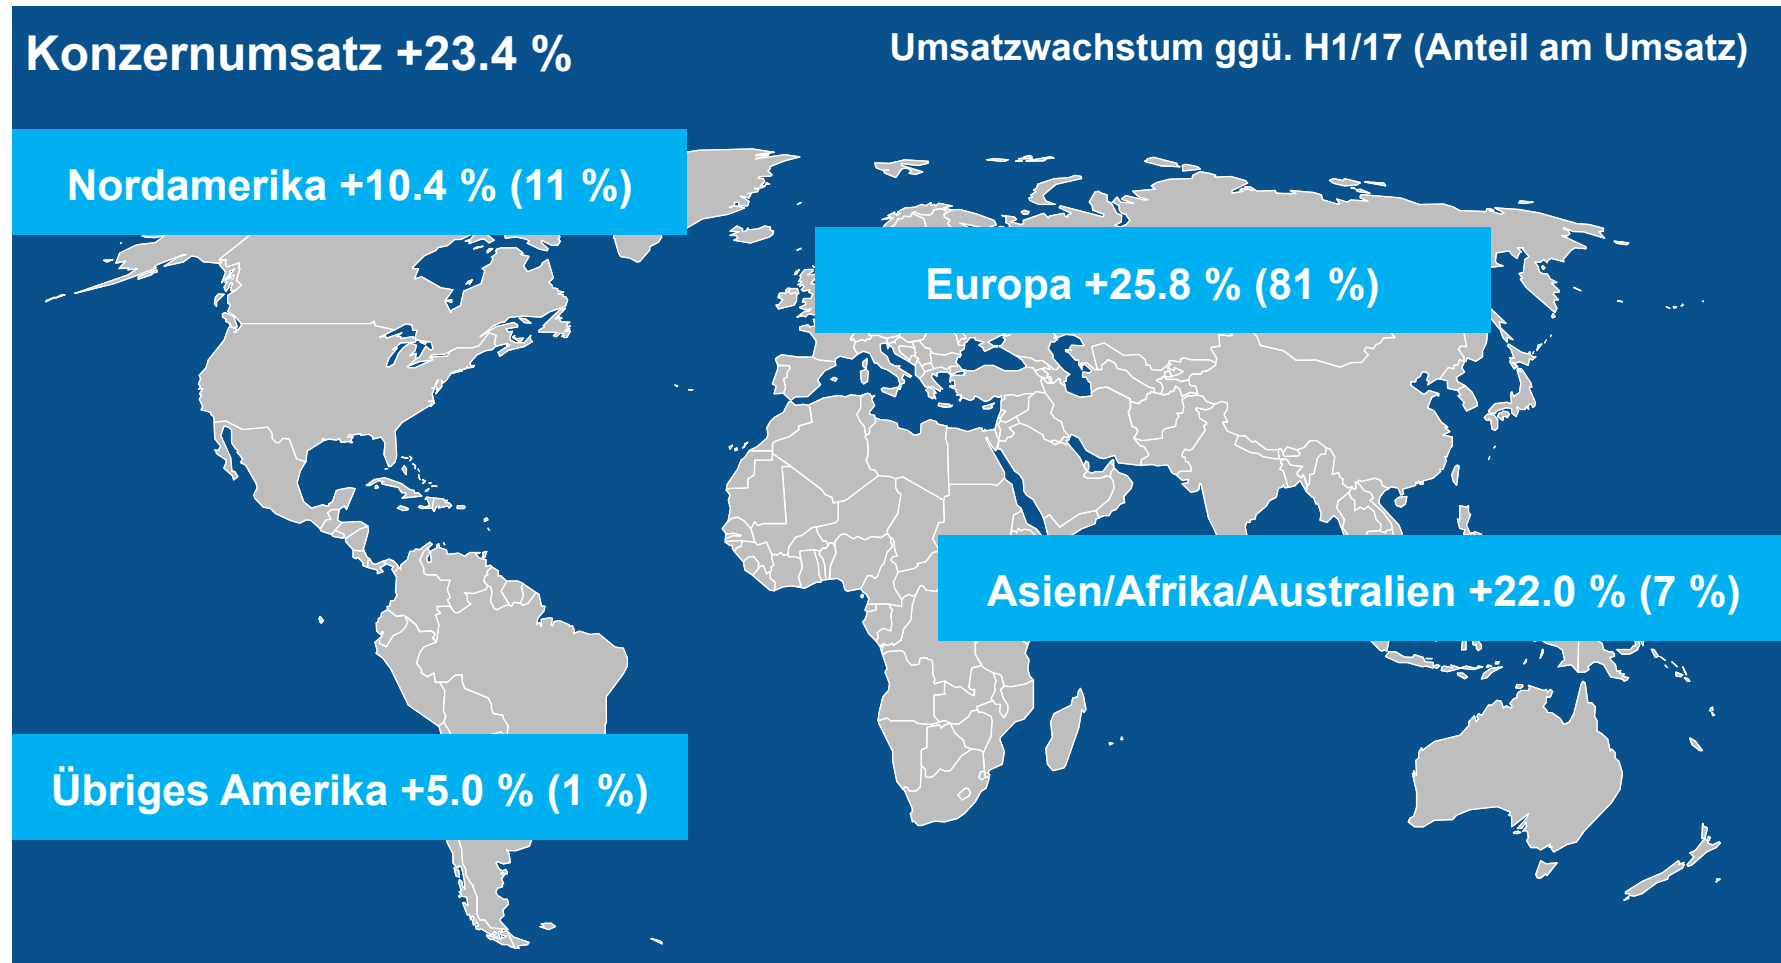 Konzernumsatz +23.4 %
Umsatzwachstum ggü. H1/17 (Anteil am Umsatz)
Nordamerika +10.4 % (11 %)
Europa +25.8 % (81 %)
Asien/Afrika/Australien +22.0 % (7 %)
Übriges Amerika +5.0 % (1 %)